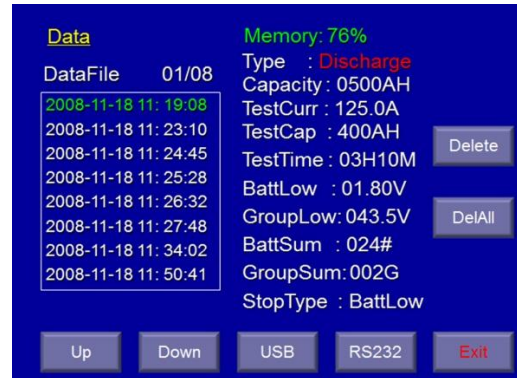 Data
DataFile 01/08
2008-11-18 11: 19:08
2008-11-18 11: 23:10
2008-11-18 11: 24:45
2008-11-18 11: 25:28
2008-11-18 11: 26:32
2008-11-18 11: 27:48
2008-11-18 11: 34:02
2008-11-18 11: 50:41
Memory: 76%
Type : Discharge
Capacity : 0500AH
TestCurr : 125.0A
TestCap : 400AH
TestTime : 03H10M
BattLow : 01.80V
GroupLow: 043.5V
BattSum : 024#
GroupSum: 002G
StopType : BattLow
Delete
DelAll
Up
Down
USB
RS232
Exit